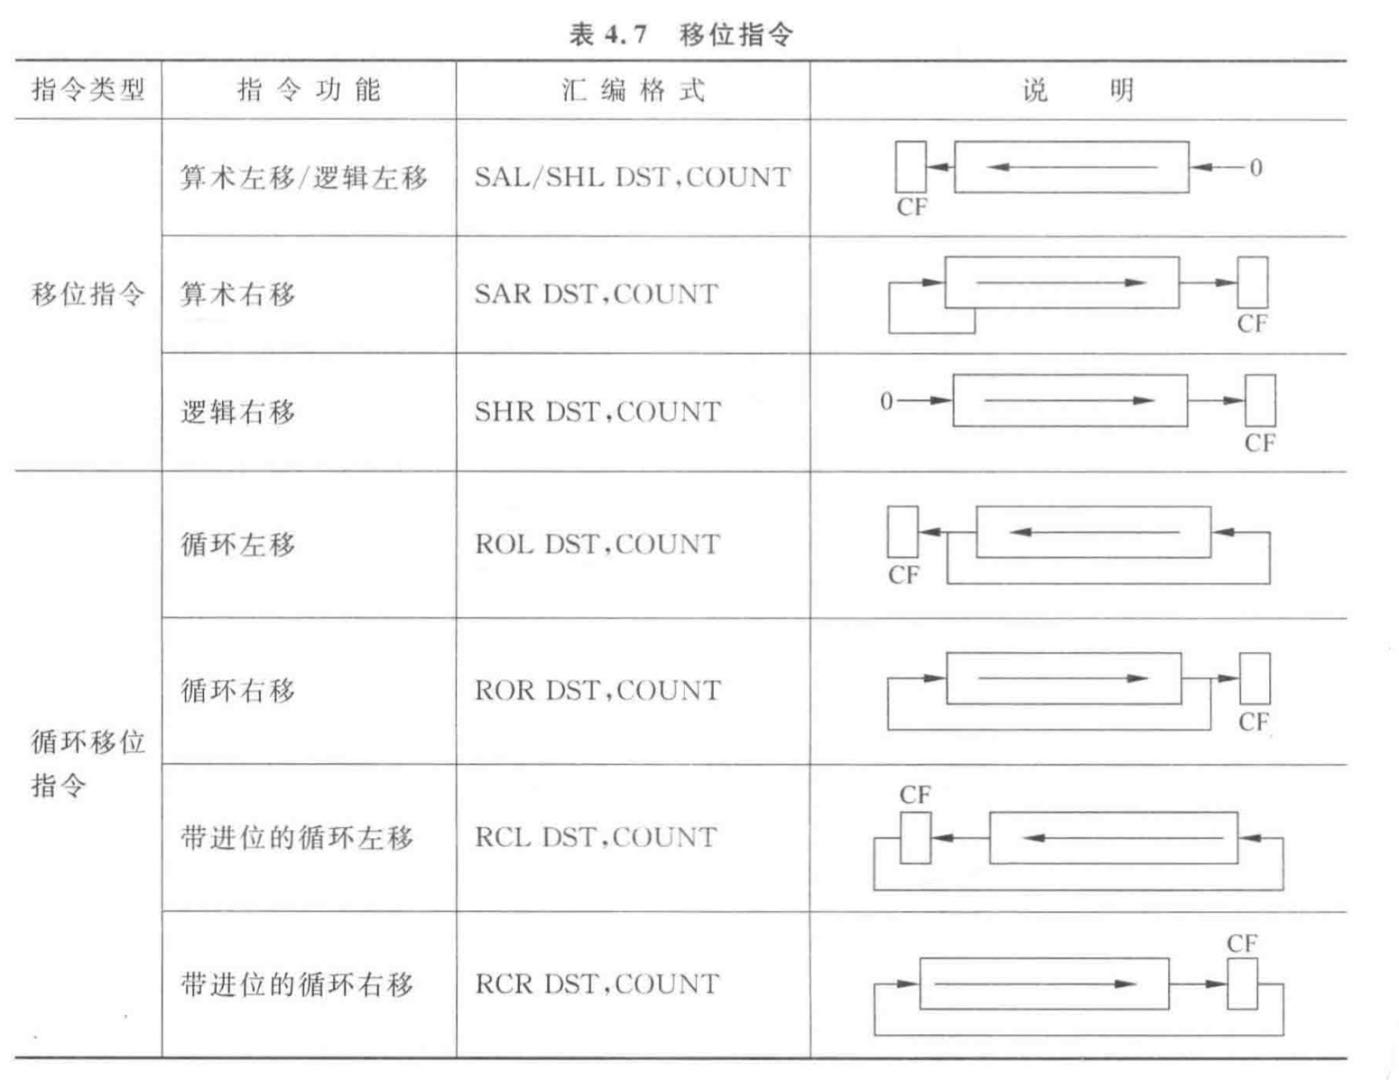 表 4.7 移位指令
指令类型 指令功能 汇编格式 说 明
移位指令
算术左移/逻辑左移 SAL/SHL DST,COUNT 0
CF
算术右移 SAR DST,COUNT
CF
逻辑右移 SHR DST,COUNT 0
CF
循环移位
指令
循环左移 ROL DST,COUNT
CF
循环右移 ROR DST,COUNT
CF
带进位的循环左移 RCL DST,COUNT
CF
带进位的循环右移 RCR DST,COUNT
CF